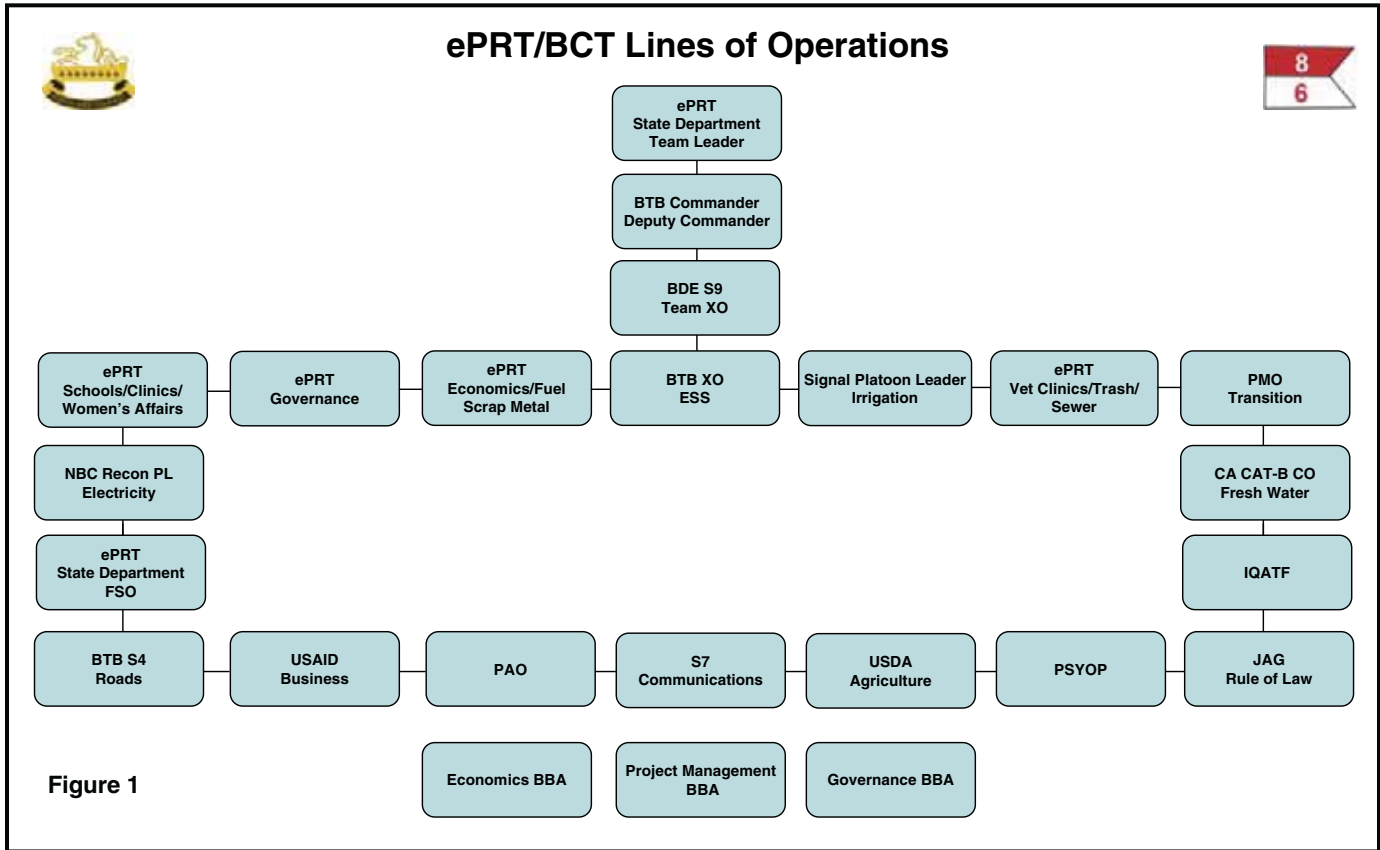 ePRT/BCT Lines of Operations
8
6
ePRT
State Department
Team Leader
BTB Commander
Deputy Commander
BDE S9
Team XO
ePRT
Schools/Clinics/
Women's Affairs
ePRT
Governance
ePRT
Economics/Fuel
Scrap Metal
BTB XO
ESS
Signal Platoon Leader
Irrigation
ePRT
Vet Clinics/Trash/
Sewer
PMO
Transition
NBC Recon PL
Electricity
CA CAT-B CO
Fresh Water
ePRT
State Department
FSO
IQATF
BTB S4
Roads
USAID
Business
PAO
S7
Communications
USDA
Agriculture
PSYOP
JAG
Rule of Law
Economics BBA
Project Management
BBA
Governance BBA
Figure 1